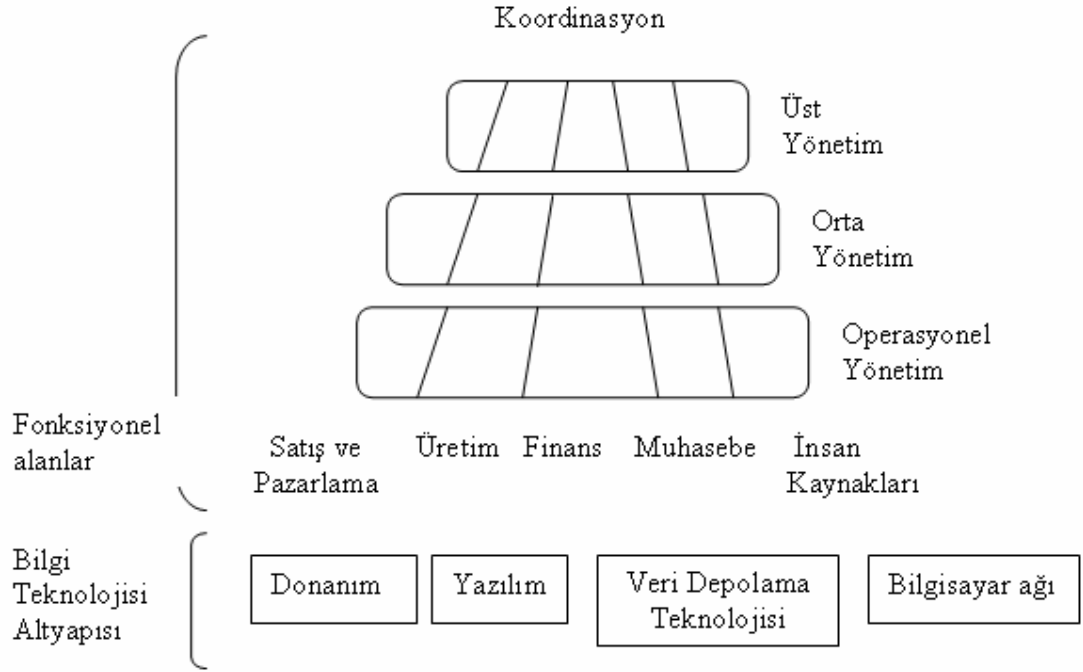 Koordinasyon
Üst
Yönetim
Orta
Yönetim
Operasyonel
Yönetim
Fonksiyonel
alanlar
Satış ve
Pazarlama
Üretim
Finans
Muhasebe
İnsan
Kaynakları
Bilgi
Teknolojisi
Altyapısı
Donanım
Yazılım
Veri Depolama
Teknolojisi
Bilgisayar ağı